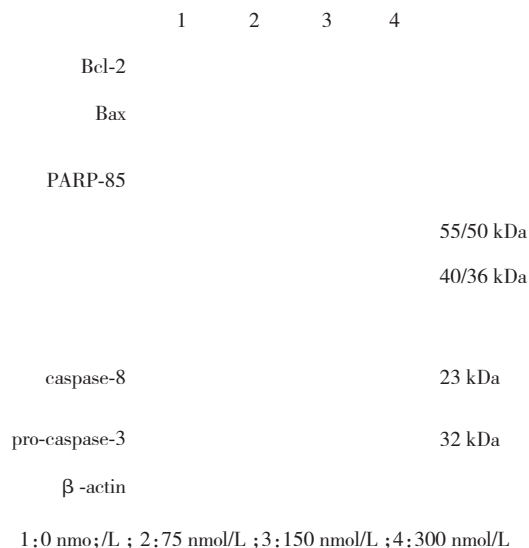 1 2 3 4
Bcl-2
Bax
PARP-85
55/50 kDa
40/36 kDa
caspase-8 23 kDa
pro-caspase-3 32 kDa
β-actin
1:0 nmo;/L ; 2:75 nmol/L ;3:150 nmol/L ;4:300 nmol/L